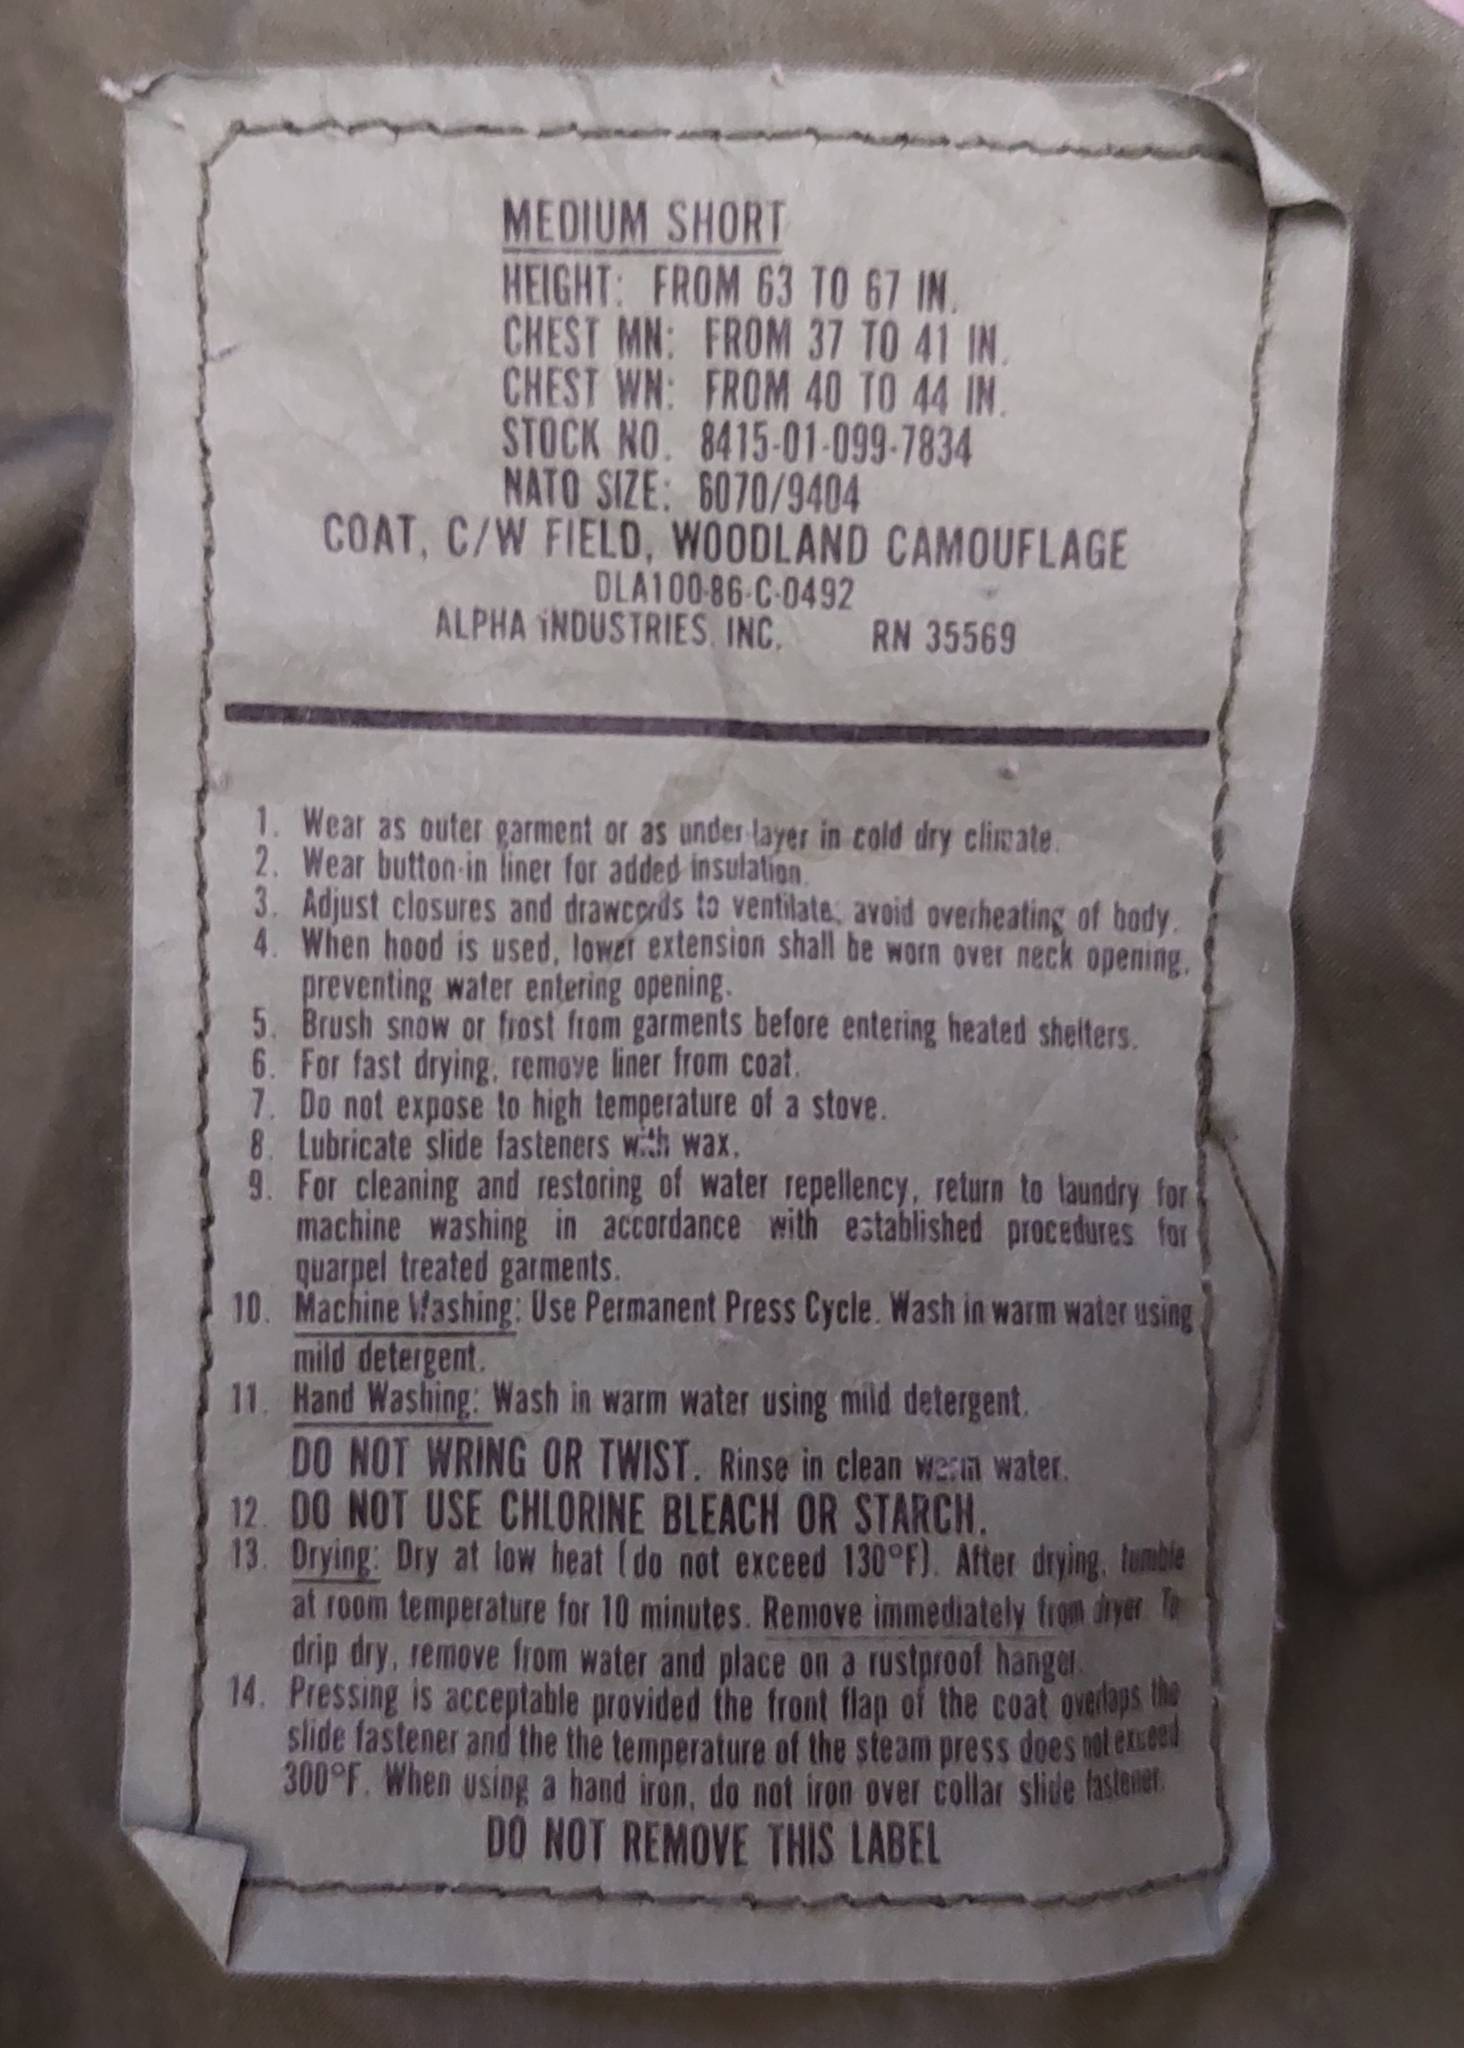 MEDIUM SHORT
HEIGHT: FROM 63 TO 67 IN.
CHEST MN: FROM 37 TO 41 IN.
CHEST WN: FROM 40 TO 44 IN.
STOCK NO. 8415-01-099-7834
NATO SIZE: 6070/9404
COAT, C/W FIELD, WOODLAND CAMOUFLAGE
DLA100-86-C-0492
ALPHA INDUSTRIES, INC. RN 35569
1. Wear as outer garment or as under-layer in cold dry climate.
2. Wear button-in liner for added insulation.
3. Adjust closures and drawcords to ventilate; avoid overheating of body.
4. When hood is used, lower extension shall be worn over neck opening,
preventing water entering opening.
5. Brush snow or frost from garments before entering heated shelters.
6. For fast drying, remove liner from coat.
7. Do not expose to high temperature of a stove.
8. Lubricate slide fasteners with wax.
9. For cleaning and restoring of water repellency, return to laundry for
machine washing in accordance with established procedures for
quarpel treated garments.
10. Machine Washing: Use Permanent Press Cycle. Wash in warm water using
mild detergent.
11. Hand Washing: Wash in warm water using mild detergent.
DO NOT WRING OR TWIST. Rinse in clean warm water.
12. DO NOT USE CHLORINE BLEACH OR STARCH.
13. Drying: Dry at low heat (do not exceed 130°F). After drying, tumble
at room temperature for 10 minutes. Remove immediately from dryer. To
drip dry, remove from water and place on a rustproof hanger.
14. Pressing is acceptable provided the front flap of the coat overlaps the
slide fastener and the the temperature of the steam press does not exceed
300°F. When using a hand iron, do not iron over collar slide fastener.
DO NOT REMOVE THIS LABEL